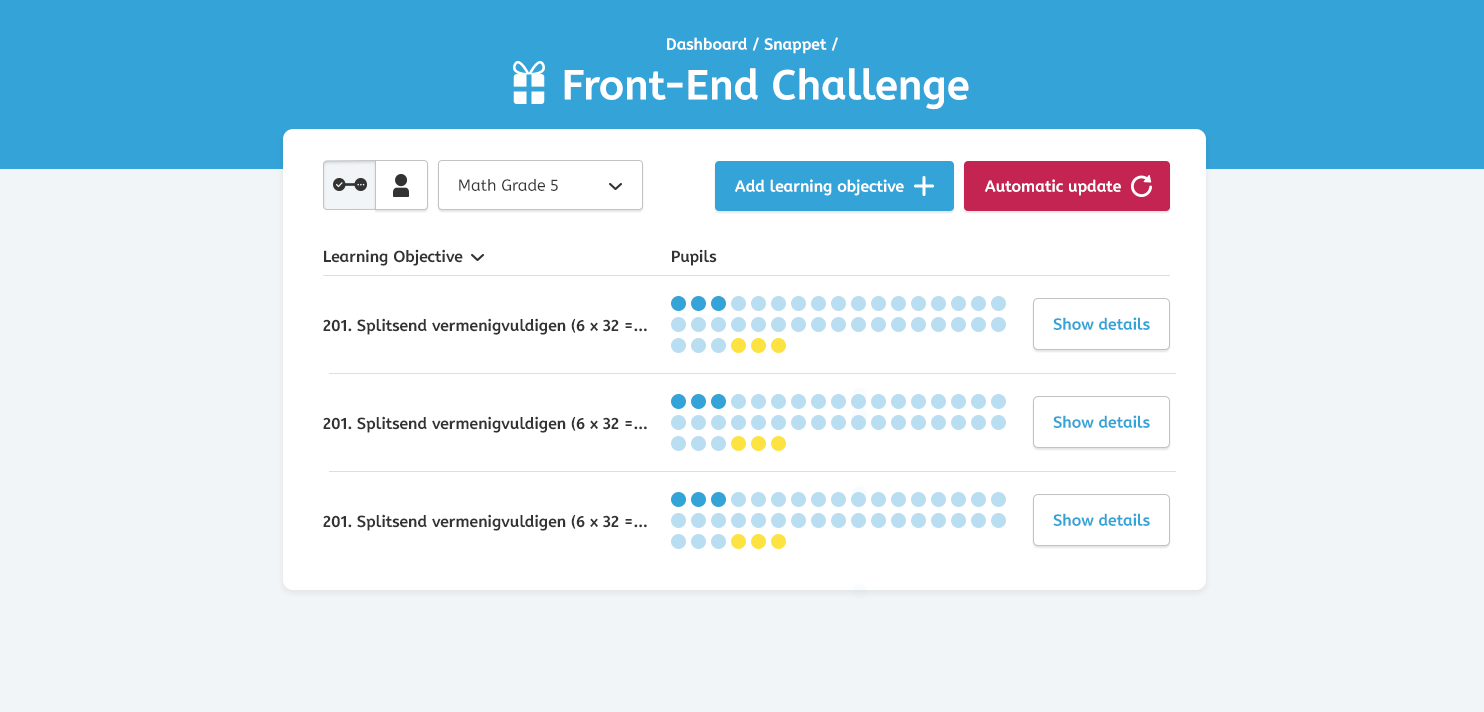 Dashboard / Snappet /
Front-End Challenge
Math Grade 5
Add learning objective
Automatic update
Learning Objective
Pupils
201. Splitsend vermenigvuldigen (6 x 32 =...
Show details
201. Splitsend vermenigvuldigen (6 x 32 =...
Show details
201. Splitsend vermenigvuldigen (6 x 32 =...
Show details